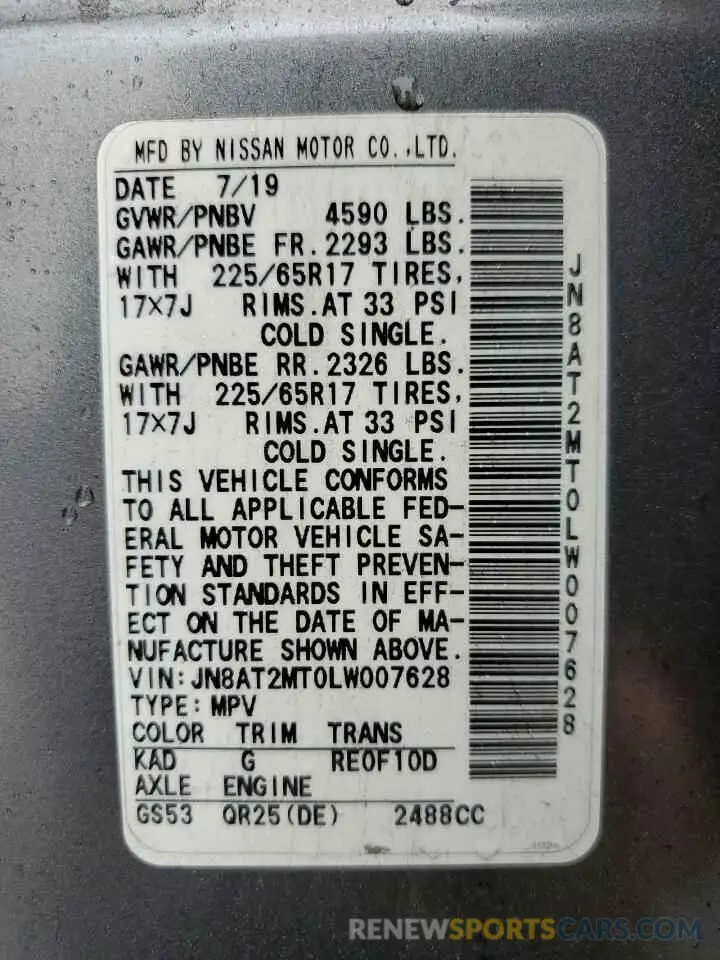 MFD BY NISSAN MOTOR CO.,LTD.
DATE 7/19
GVWR/PNBV 4590 LBS.
GAWR/PNBE FR.2293 LBS.
WITH 225/65R17 TIRES,
17×7J RIMS.AT 33 PSI
COLD SINGLE.
GAWR/PNBE RR.2326 LBS.
WITH 225/65R17 TIRES,
17×7J RIMS.AT 33 PSI
COLD SINGLE.
THIS VEHICLE CONFORMS
TO ALL APPLICABLE FED-
ERAL MOTOR VEHICLE SA-
FETY AND THEFT PREVEN-
TION STANDARDS IN EFF-
ECT ON THE DATE OF MA-
NUFACTURE SHOWN ABOVE.
VIN:JN8AT2MT0LW007628
TYPE:MPV
COLOR TRIM TRANS
KAD G RE0F10D
AXLE ENGINE
GS53 QR25(DE) 2488CC
JN8AT2MT0LW007628
RENEWSPORTSCARS.COM